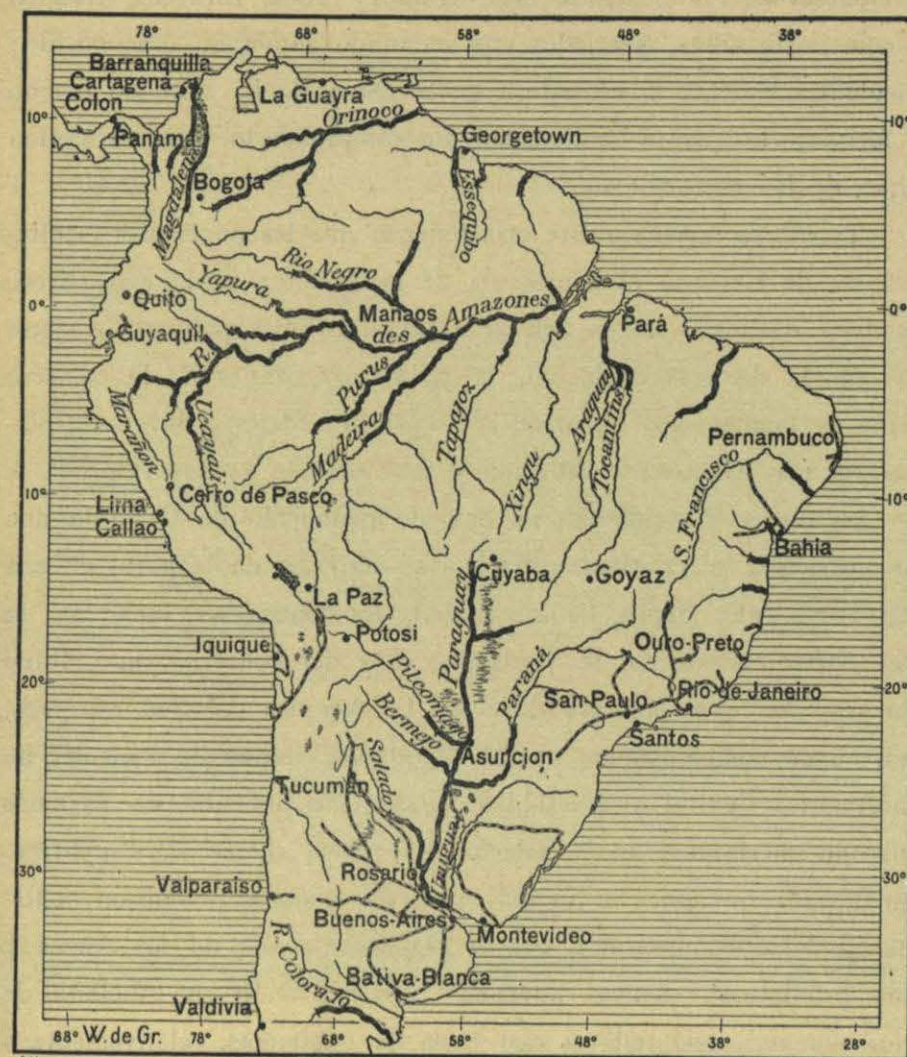 78° 68° 58° 48° 38°
Barranquilla
Cartagena
Colon
La Guayra
Orinoco
10° 10°
Panama
Georgetown
Magdalena
Bogota
Essequibo
Rio Negro
Yapura
Quito
0° 0°
Manaos
Amazones
des
Pará
Guyaquil
R.
Purus
Marañon
Ucayali
Madeira
Tapajoz
Xingu
Araguay
Tocantins
Pernambuco
S. Francisco
10° 10°
Cerro de Pasco
Lima
Callao
Bahia
Cuyaba
Goyaz
La Paz
Paraguay
Potosi
Iquique
Ouro-Preto
Pilcomayo
Paraná
20° 20°
Rio-de-Janeiro
San Paulo
Bermejo
Santos
Asuncion
Salado
Tucumán
Uruguay
30° 30°
Rosario
Valparaiso
Buenos-Aires
Montevideo
R. Colorado
Bativa-Blanca
Valdivia
88° W. de Gr. 78° 68° 58° 48° 38° 28°